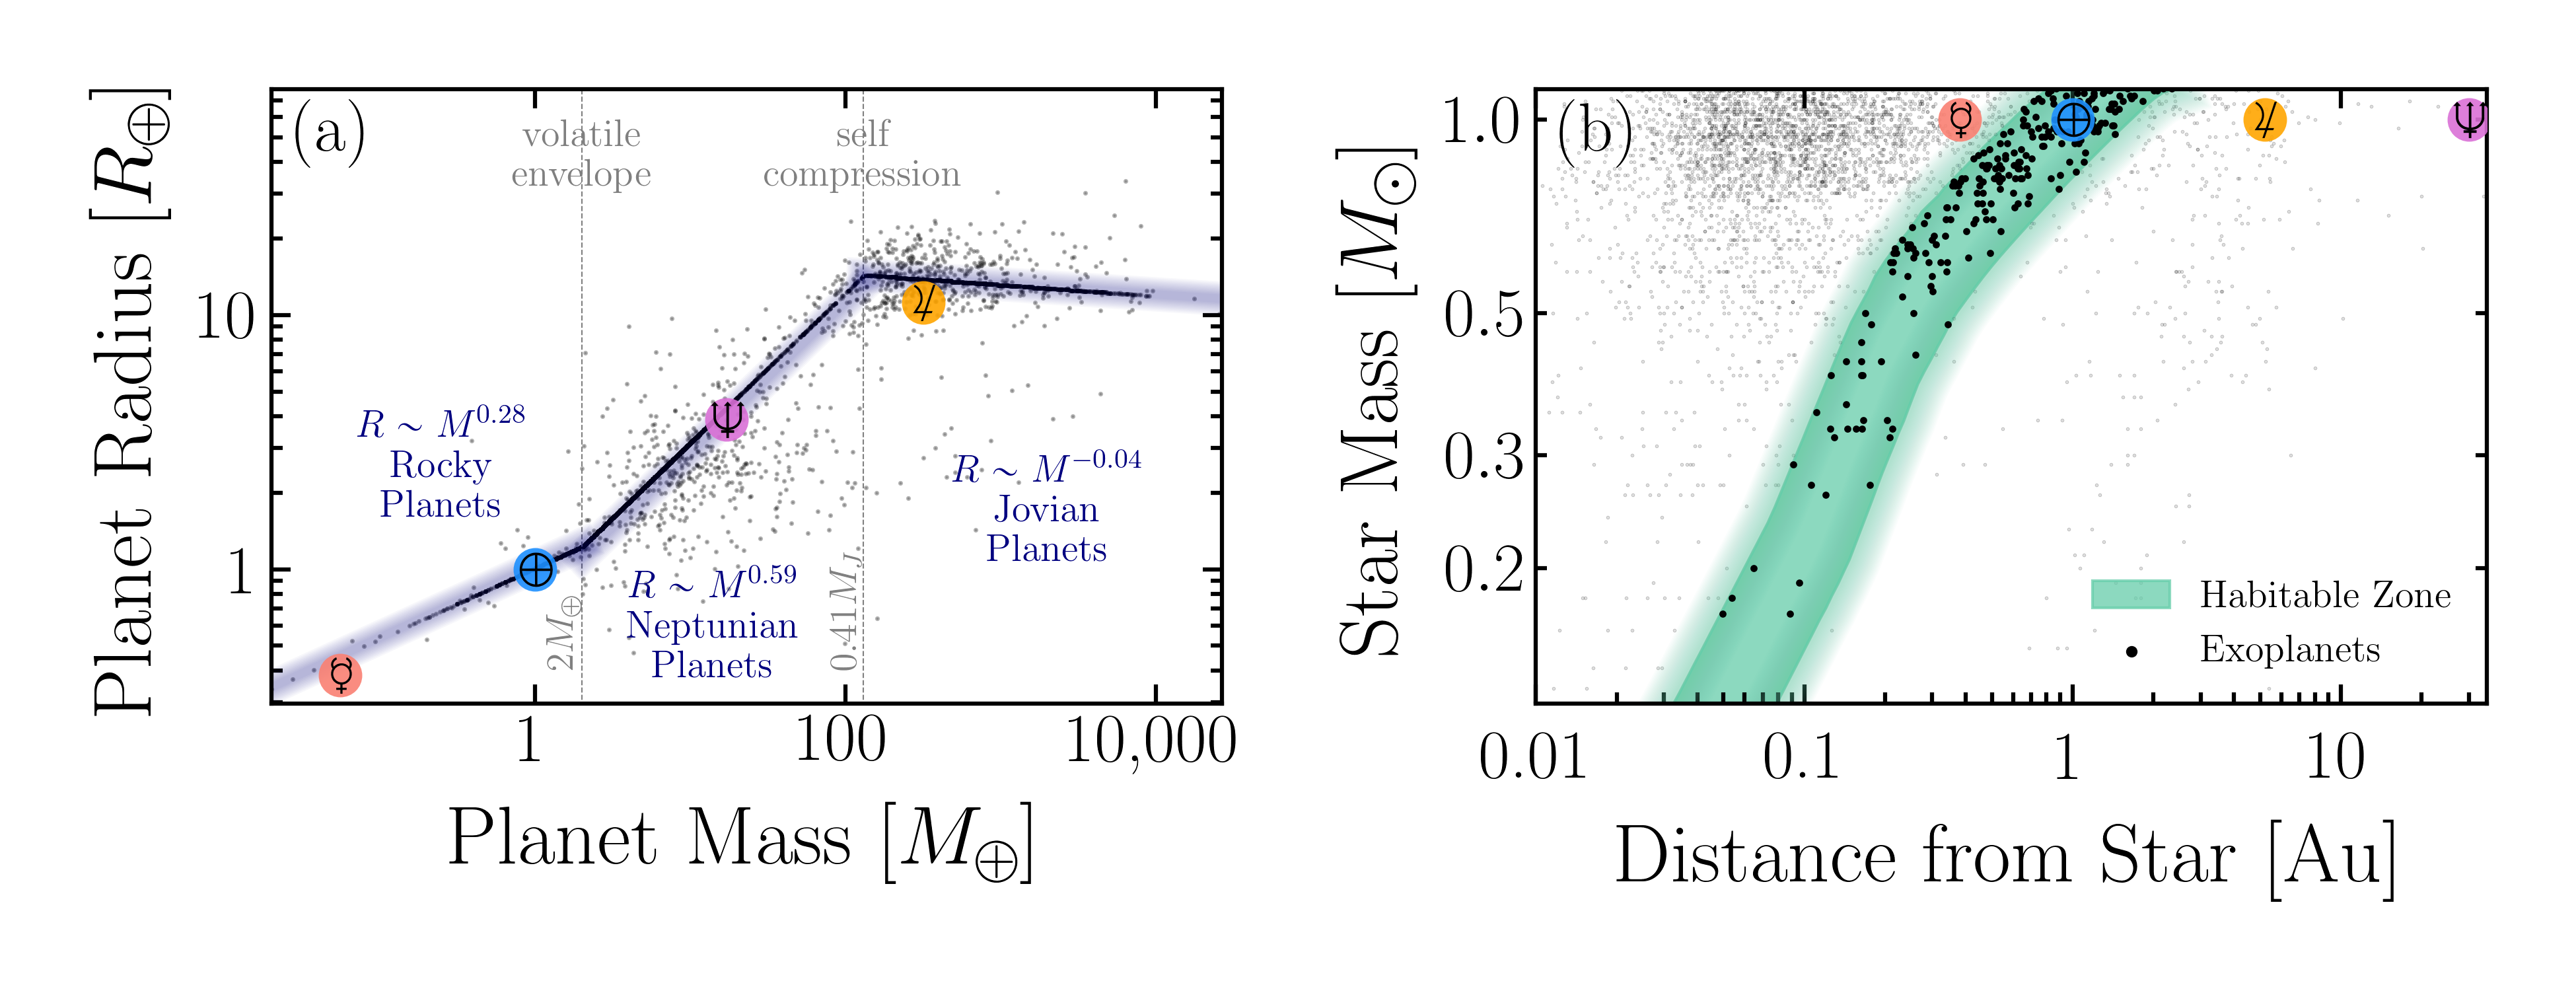 (a)
volatile
envelope
self
compression
Planet Radius [R⊕]
10
1
R ∼ M^0.28
Rocky
Planets
R ∼ M^0.59
Neptunian
Planets
R ∼ M^−0.04
Jovian
Planets
2M⊕
0.41M_J
☿
⊕
♆
♃
1
100
10,000
Planet Mass [M⊕]
(b)
☿
⊕
♃
♆
Star Mass [M⊙]
1.0
0.5
0.3
0.2
Habitable Zone
Exoplanets
0.01
0.1
1
10
Distance from Star [Au]